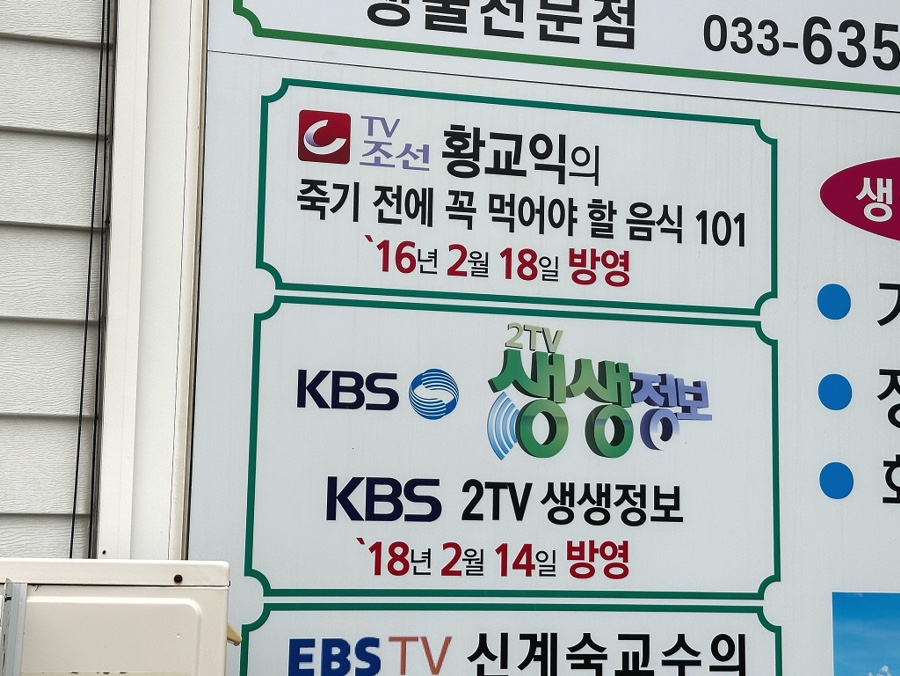 전문점 033-635
TV
조선 황교익의
죽기 전에 꼭 먹어야 할 음식 101
`16년 2월 18일 방영
생
2TV
KBS 생생정보
KBS 2TV 생생정보
`18년 2월 14일 방영
EBS TV 신계숙교수의